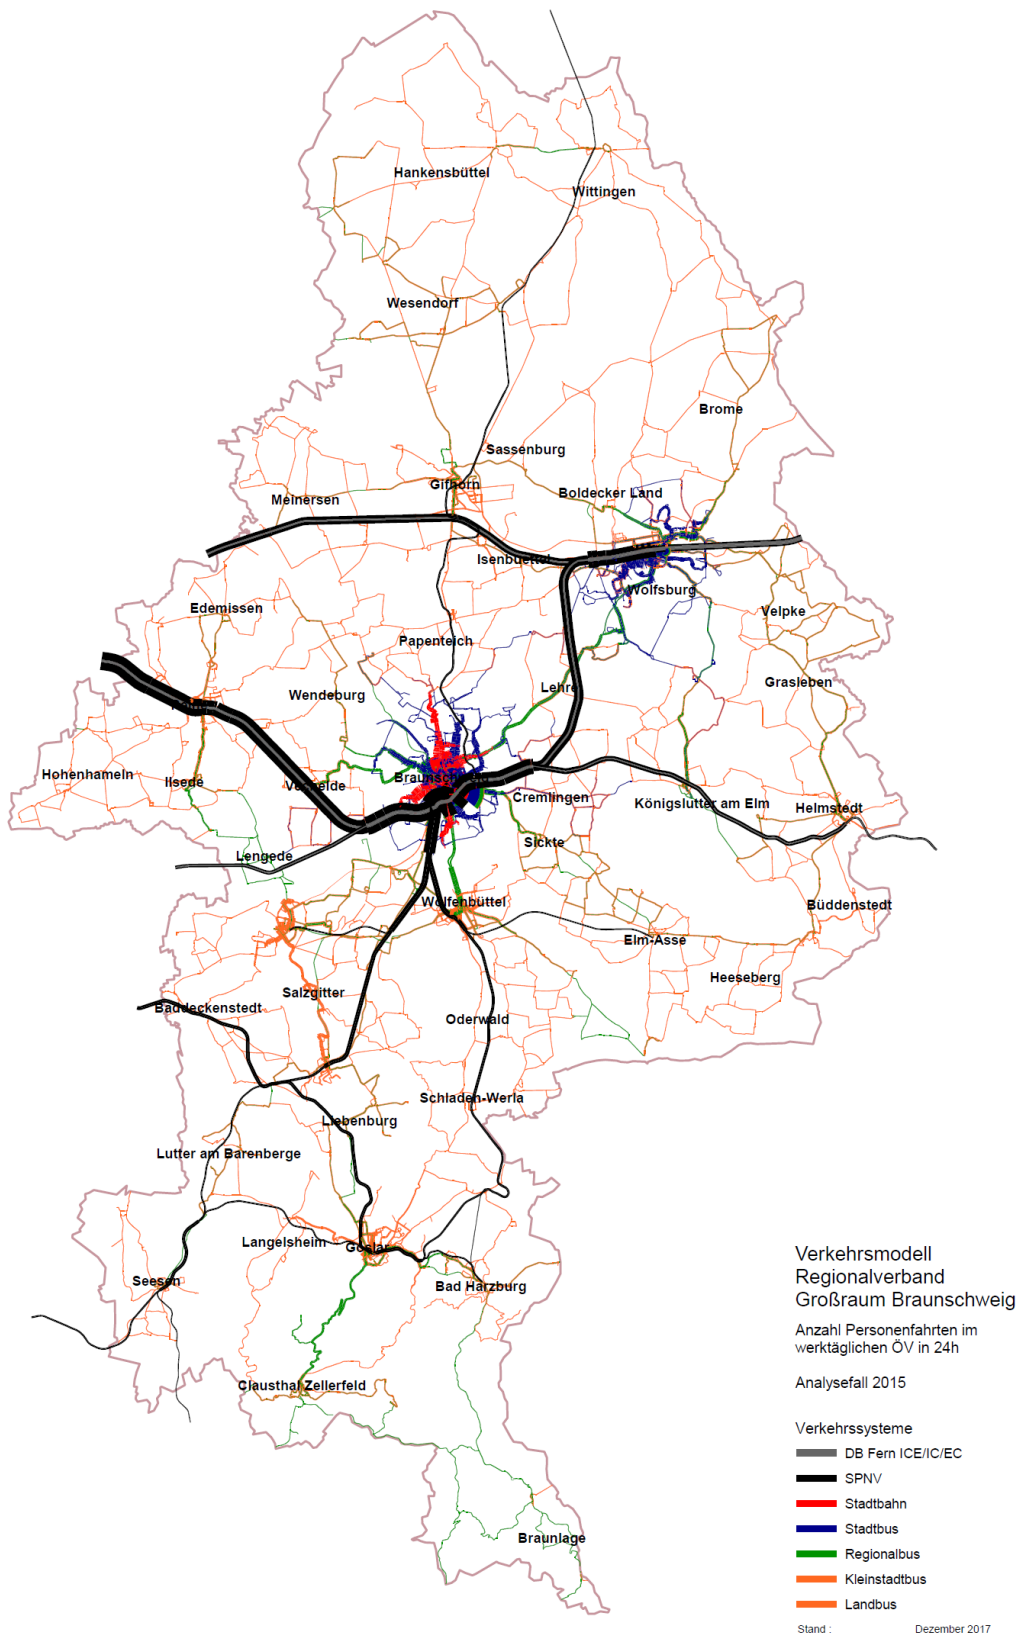 Hankensbüttel
Wittingen
Wesendorf
Brome
Sassenburg
Gifhorn
Boldecker Land
Meinersen
Isenbuettel
Wolfsburg
Edemissen
Velpke
Papenteich
Grasleben
Lehre
Wendeburg
Peine
Hohenhameln
Ilsede
Vechelde
Braunschweig
Cremlingen
Königslutter am Elm
Helmstedt
Sickte
Lengede
Wolfenbüttel
Büddenstedt
Elm-Asse
Heeseberg
Salzgitter
Baddeckenstedt
Oderwald
Schladen-Werla
Liebenburg
Lutter am Barenberge
Langelsheim
Goslar
Seesen
Bad Harzburg
Clausthal Zellerfeld
Braunlage
Verkehrsmodell
Regionalverband
Großraum Braunschweig
Anzahl Personenfahrten im
werktäglichen ÖV in 24h
Analysefall 2015
Verkehrssysteme
DB Fern ICE/IC/EC
SPNV
Stadtbahn
Stadtbus
Regionalbus
Kleinstadtbus
Landbus
Stand : Dezember 2017